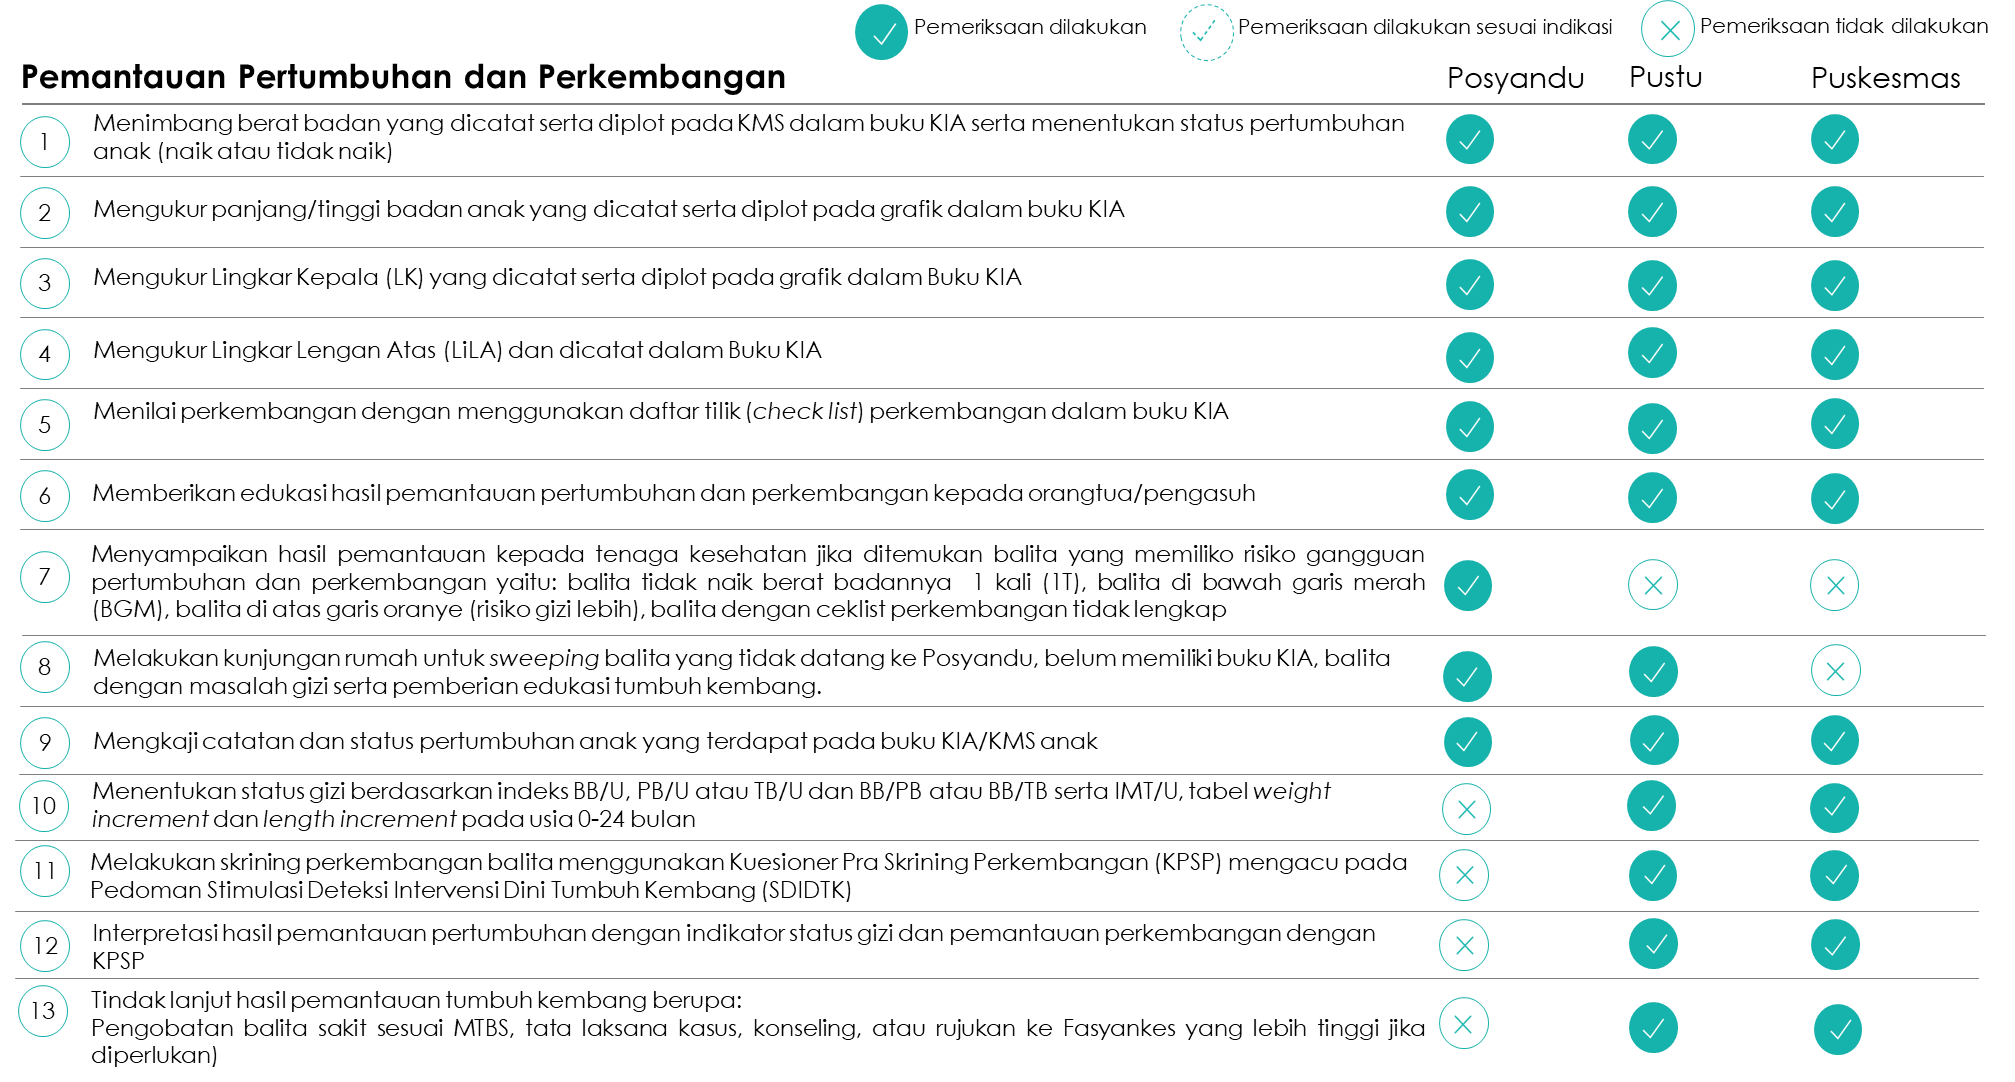 Pemeriksaan dilakukan
Pemeriksaan dilakukan sesuai indikasi
Pemeriksaan tidak dilakukan
Pemantauan Pertumbuhan dan Perkembangan
Posyandu
Pustu
Puskesmas
1
Menimbang berat badan yang dicatat serta diplot pada KMS dalam buku KIA serta menentukan status pertumbuhan
anak (naik atau tidak naik)
2
Mengukur panjang/tinggi badan anak yang dicatat serta diplot pada grafik dalam buku KIA
3
Mengukur Lingkar Kepala (LK) yang dicatat serta diplot pada grafik dalam Buku KIA
4
Mengukur Lingkar Lengan Atas (LiLA) dan dicatat dalam Buku KIA
5
Menilai perkembangan dengan menggunakan daftar tilik (check list) perkembangan dalam buku KIA
6
Memberikan edukasi hasil pemantauan pertumbuhan dan perkembangan kepada orangtua/pengasuh
7
Menyampaikan hasil pemantauan kepada tenaga kesehatan jika ditemukan balita yang memiliko risiko gangguan
pertumbuhan dan perkembangan yaitu: balita tidak naik berat badannya 1 kali (1T), balita di bawah garis merah
(BGM), balita di atas garis oranye (risiko gizi lebih), balita dengan ceklist perkembangan tidak lengkap
8
Melakukan kunjungan rumah untuk sweeping balita yang tidak datang ke Posyandu, belum memiliki buku KIA, balita
dengan masalah gizi serta pemberian edukasi tumbuh kembang.
9
Mengkaji catatan dan status pertumbuhan anak yang terdapat pada buku KIA/KMS anak
10
Menentukan status gizi berdasarkan indeks BB/U, PB/U atau TB/U dan BB/PB atau BB/TB serta IMT/U, tabel weight
increment dan length increment pada usia 0-24 bulan
11
Melakukan skrining perkembangan balita menggunakan Kuesioner Pra Skrining Perkembangan (KPSP) mengacu pada
Pedoman Stimulasi Deteksi Intervensi Dini Tumbuh Kembang (SDIDTK)
12
Interpretasi hasil pemantauan pertumbuhan dengan indikator status gizi dan pemantauan perkembangan dengan
KPSP
13
Tindak lanjut hasil pemantauan tumbuh kembang berupa:
Pengobatan balita sakit sesuai MTBS, tata laksana kasus, konseling, atau rujukan ke Fasyankes yang lebih tinggi jika
diperlukan)